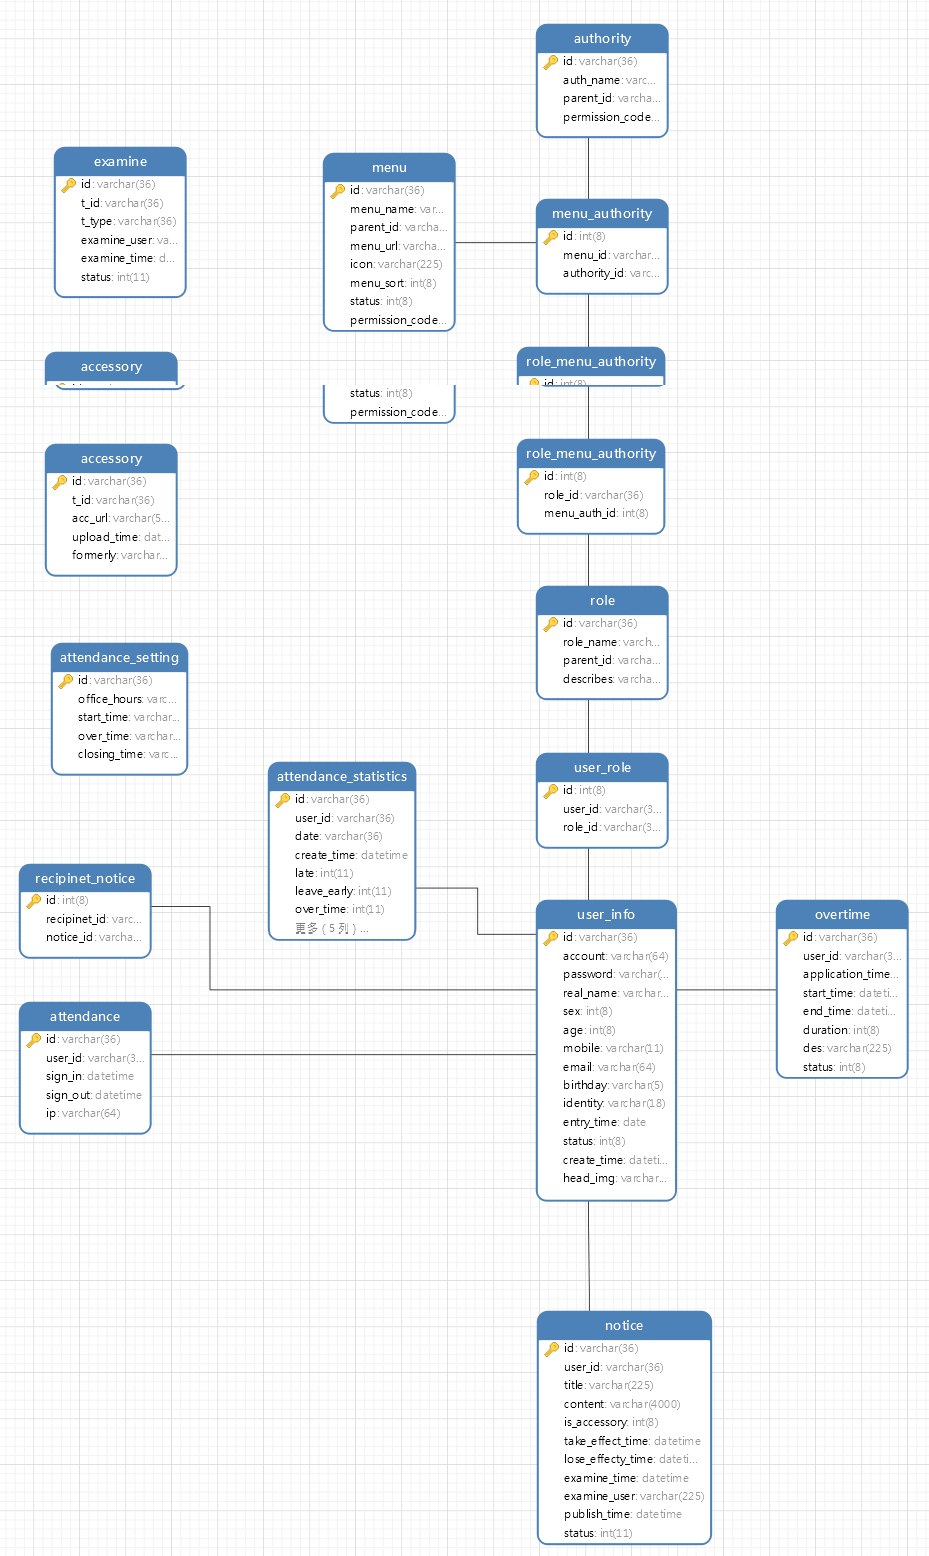 authority
id: varchar(36)
auth_name: varc...
parent_id: varcha...
permission_code...
examine
id: varchar(36)
t_id: varchar(36)
t_type: varchar(36)
examine_user: va...
examine_time: d...
status: int(11)
menu
id: varchar(36)
menu_name: var...
parent_id: varcha...
menu_url: varcha...
icon: varchar(225)
menu_sort: int(8)
status: int(8)
permission_code...
menu_authority
id: int(8)
menu_id: varchar...
authority_id: varc...
accessory
status: int(8)
permission_code...
role_menu_authority
id: int(8)
accessory
id: varchar(36)
t_id: varchar(36)
acc_url: varchar(5...
upload_time: dat...
formerly: varchar...
role_menu_authority
id: int(8)
role_id: varchar(36)
menu_auth_id: int(8)
role
id: varchar(36)
role_name: varch...
parent_id: varcha...
describes: varcha...
attendance_setting
id: varchar(36)
office_hours: varc...
start_time: varchar...
over_time: varchar...
closing_time: varc...
attendance_statistics
id: varchar(36)
user_id: varchar(36)
date: varchar(36)
create_time: datetime
late: int(11)
leave_early: int(11)
over_time: int(11)
更多 ( 5 列 ) ...
user_role
id: int(8)
user_id: varchar(3...
role_id: varchar(3...
recipinet_notice
id: int(8)
recipinet_id: varc...
notice_id: varcha...
user_info
id: varchar(36)
account: varchar(64)
password: varchar(...
real_name: varchar...
sex: int(8)
age: int(8)
mobile: varchar(11)
email: varchar(64)
birthday: varchar(5)
identity: varchar(18)
entry_time: date
status: int(8)
create_time: dateti...
head_img: varchar...
overtime
id: varchar(36)
user_id: varchar(3...
application_time...
start_time: dateti...
end_time: dateti...
duration: int(8)
des: varchar(225)
status: int(8)
attendance
id: varchar(36)
user_id: varchar(3...
sign_in: datetime
sign_out: datetime
ip: varchar(64)
notice
id: varchar(36)
user_id: varchar(36)
title: varchar(225)
content: varchar(4000)
is_accessory: int(8)
take_effect_time: datetime
lose_effecty_time: dateti...
examine_time: datetime
examine_user: varchar(225)
publish_time: datetime
status: int(11)